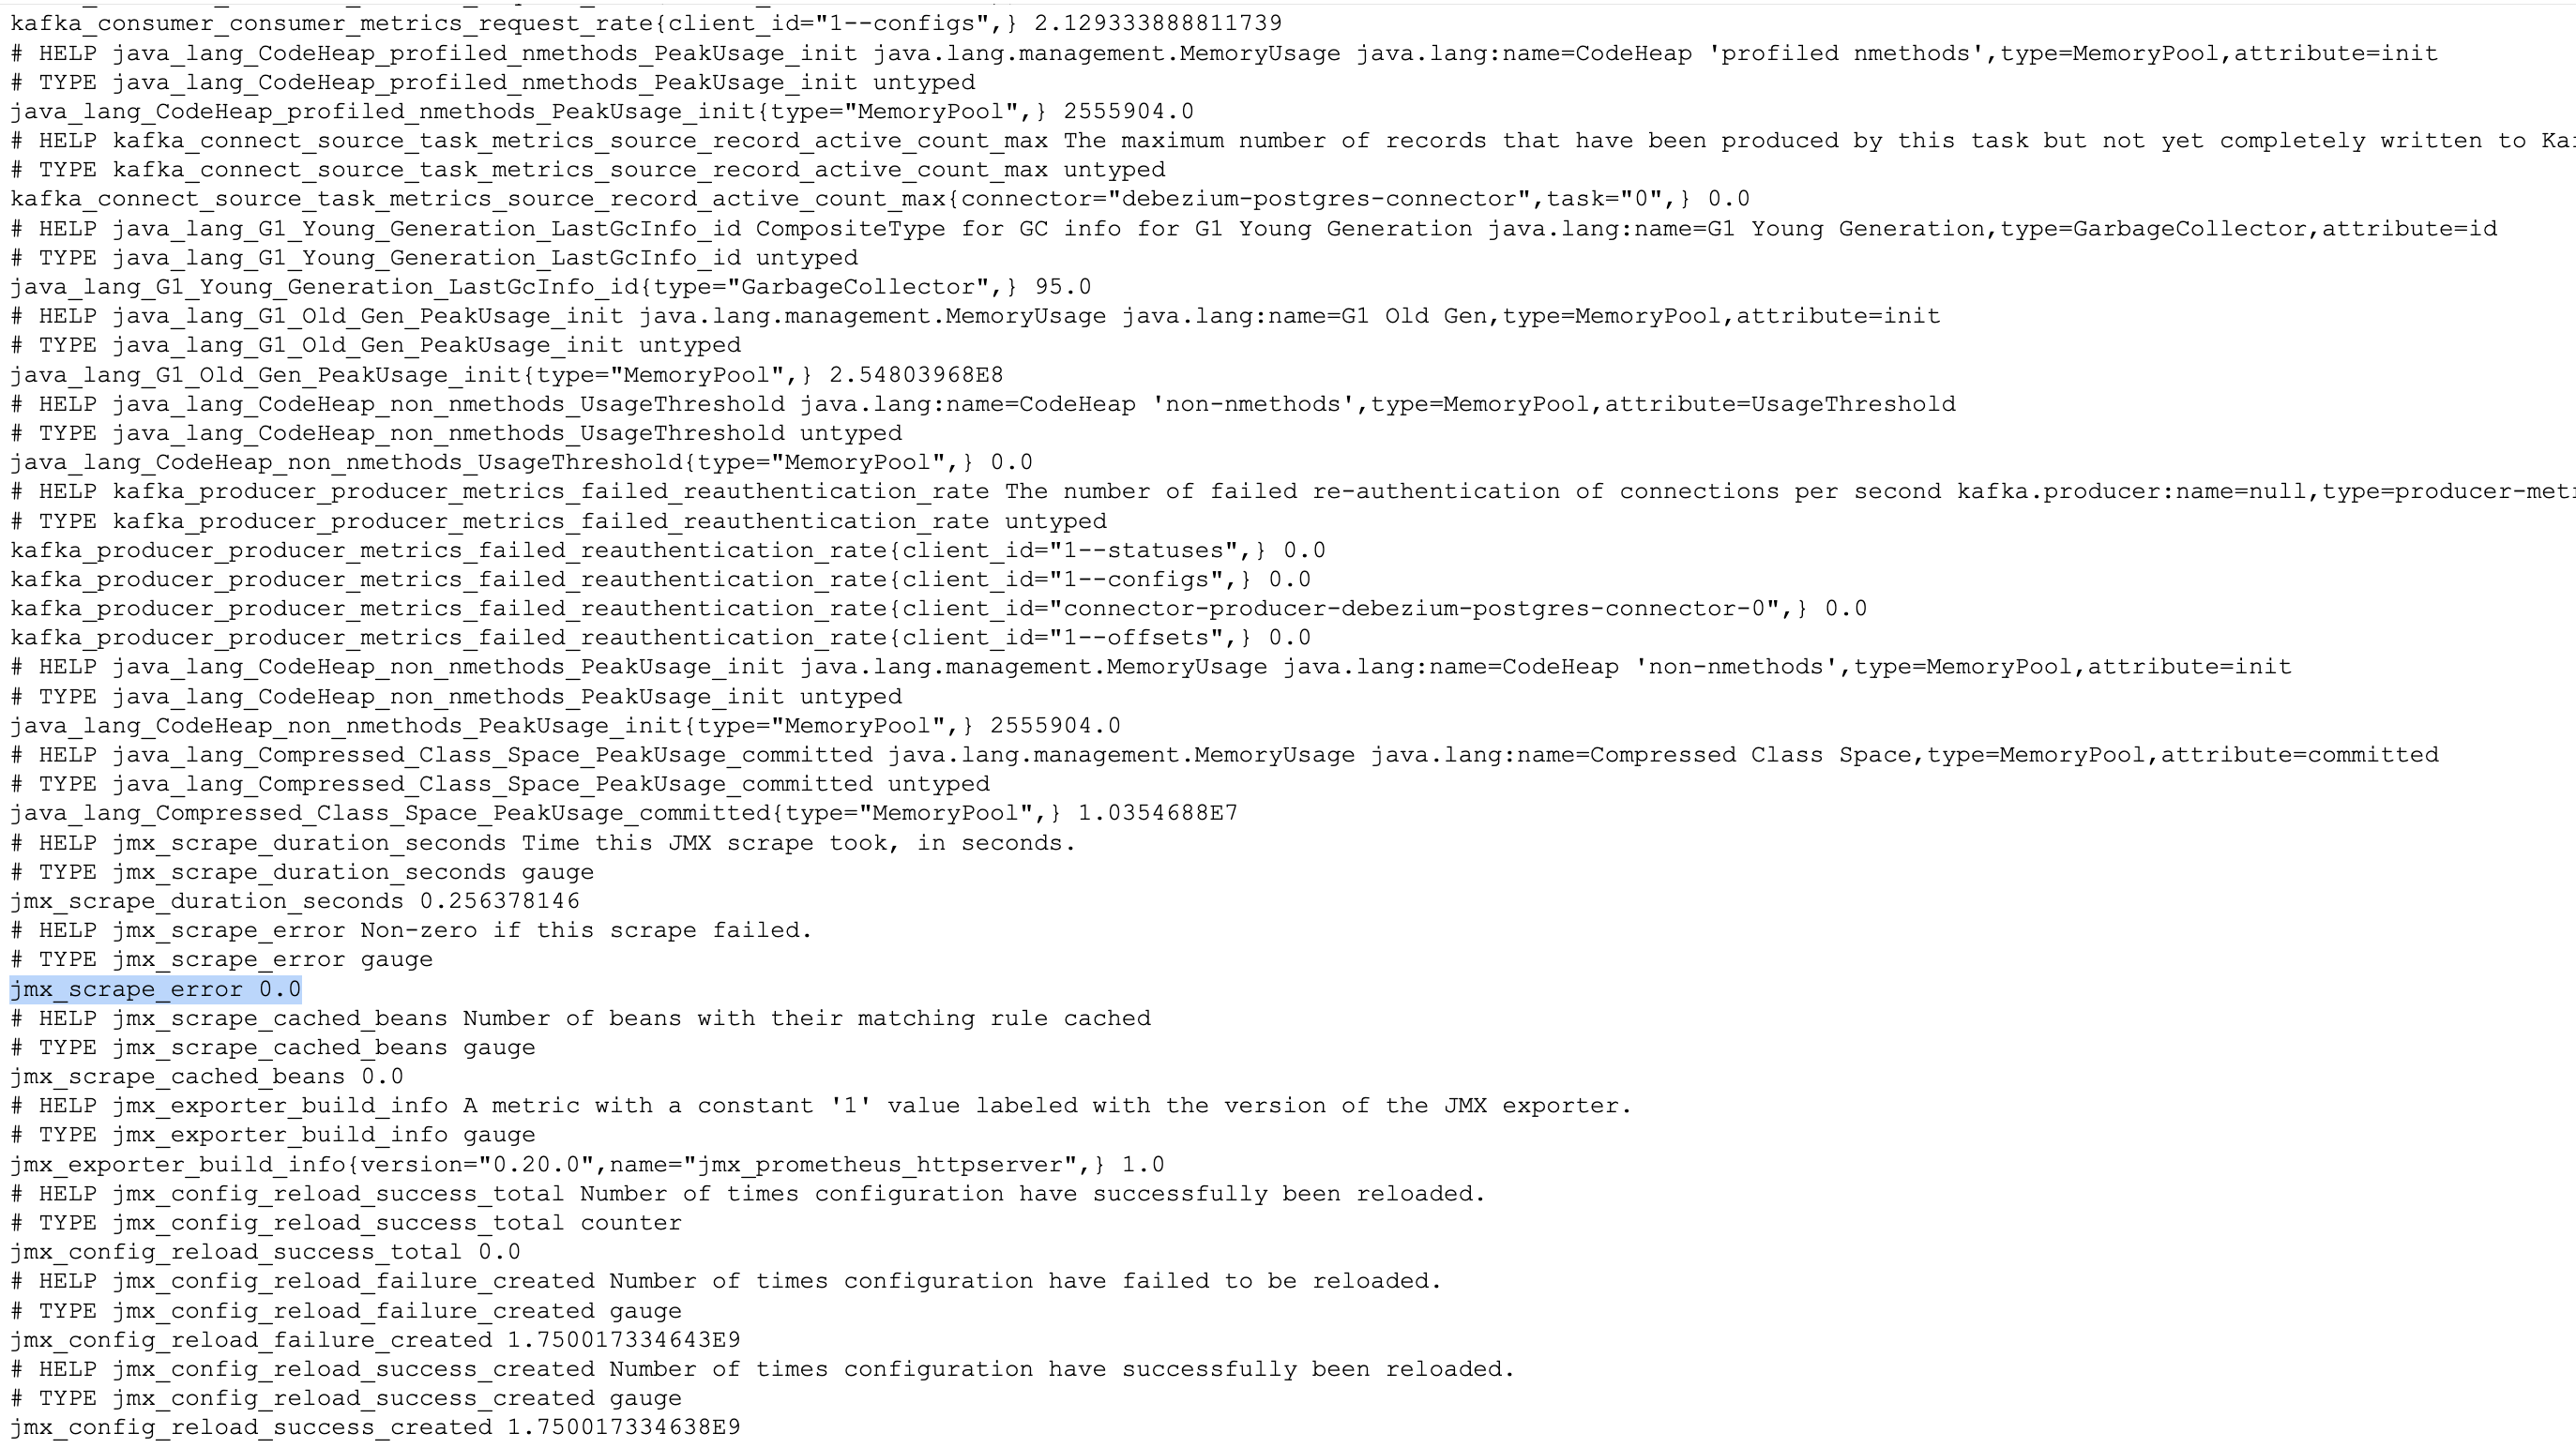 kafka_consumer_consumer_metrics_request_rate{client_id="1--configs",} 2.129333888811739
# HELP java_lang_CodeHeap_profiled_nmethods_PeakUsage_init java.lang.management.MemoryUsage java.lang:name=CodeHeap 'profiled nmethods',type=MemoryPool,attribute=init
# TYPE java_lang_CodeHeap_profiled_nmethods_PeakUsage_init untyped
java_lang_CodeHeap_profiled_nmethods_PeakUsage_init{type="MemoryPool",} 2555904.0
# HELP kafka_connect_source_task_metrics_source_record_active_count_max The maximum number of records that have been produced by this task but not yet completely written to
# TYPE kafka_connect_source_task_metrics_source_record_active_count_max untyped
kafka_connect_source_task_metrics_source_record_active_count_max{connector="debezium-postgres-connector",task="0",} 0.0
# HELP java_lang_G1_Young_Generation_LastGcInfo_id CompositeType for GC info for G1 Young Generation java.lang:name=G1 Young Generation,type=GarbageCollector,attribute=id
# TYPE java_lang_G1_Young_Generation_LastGcInfo_id untyped
java_lang_G1_Young_Generation_LastGcInfo_id{type="GarbageCollector",} 95.0
# HELP java_lang_G1_Old_Gen_PeakUsage_init java.lang.management.MemoryUsage java.lang:name=G1 Old Gen,type=MemoryPool,attribute=init
# TYPE java_lang_G1_Old_Gen_PeakUsage_init untyped
java_lang_G1_Old_Gen_PeakUsage_init{type="MemoryPool",} 2.54803968E8
# HELP java_lang_CodeHeap_non_nmethods_UsageThreshold java.lang:name=CodeHeap 'non-nmethods',type=MemoryPool,attribute=UsageThreshold
# TYPE java_lang_CodeHeap_non_nmethods_UsageThreshold untyped
java_lang_CodeHeap_non_nmethods_UsageThreshold{type="MemoryPool",} 0.0
# HELP kafka_producer_producer_metrics_failed_reauthentication_rate The number of failed re-authentication of connections per second kafka.producer:name=null,type=producer-met
# TYPE kafka_producer_producer_metrics_failed_reauthentication_rate untyped
kafka_producer_producer_metrics_failed_reauthentication_rate{client_id="1--statuses",} 0.0
kafka_producer_producer_metrics_failed_reauthentication_rate{client_id="1--configs",} 0.0
kafka_producer_producer_metrics_failed_reauthentication_rate{client_id="connector-producer-debezium-postgres-connector-0",} 0.0
kafka_producer_producer_metrics_failed_reauthentication_rate{client_id="1--offsets",} 0.0
# HELP java_lang_CodeHeap_non_nmethods_PeakUsage_init java.lang.management.MemoryUsage java.lang:name=CodeHeap 'non-nmethods',type=MemoryPool,attribute=init
# TYPE java_lang_CodeHeap_non_nmethods_PeakUsage_init untyped
java_lang_CodeHeap_non_nmethods_PeakUsage_init{type="MemoryPool",} 2555904.0
# HELP java_lang_Compressed_Class_Space_PeakUsage_committed java.lang.management.MemoryUsage java.lang:name=Compressed Class Space,type=MemoryPool,attribute=committed
# TYPE java_lang_Compressed_Class_Space_PeakUsage_committed untyped
java_lang_Compressed_Class_Space_PeakUsage_committed{type="MemoryPool",} 1.0354688E7
# HELP jmx_scrape_duration_seconds Time this JMX scrape took, in seconds.
# TYPE jmx_scrape_duration_seconds gauge
jmx_scrape_duration_seconds 0.256378146
# HELP jmx_scrape_error Non-zero if this scrape failed.
# TYPE jmx_scrape_error gauge
jmx_scrape_error 0.0
# HELP jmx_scrape_cached_beans Number of beans with their matching rule cached
# TYPE jmx_scrape_cached_beans gauge
jmx_scrape_cached_beans 0.0
# HELP jmx_exporter_build_info A metric with a constant '1' value labeled with the version of the JMX exporter.
# TYPE jmx_exporter_build_info gauge
jmx_exporter_build_info{version="0.20.0",name="jmx_prometheus_httpserver",} 1.0
# HELP jmx_config_reload_success_total Number of times configuration have successfully been reloaded.
# TYPE jmx_config_reload_success_total counter
jmx_config_reload_success_total 0.0
# HELP jmx_config_reload_failure_created Number of times configuration have failed to be reloaded.
# TYPE jmx_config_reload_failure_created gauge
jmx_config_reload_failure_created 1.750017334643E9
# HELP jmx_config_reload_success_created Number of times configuration have successfully been reloaded.
# TYPE jmx_config_reload_success_created gauge
jmx_config_reload_success_created 1.750017334638E9